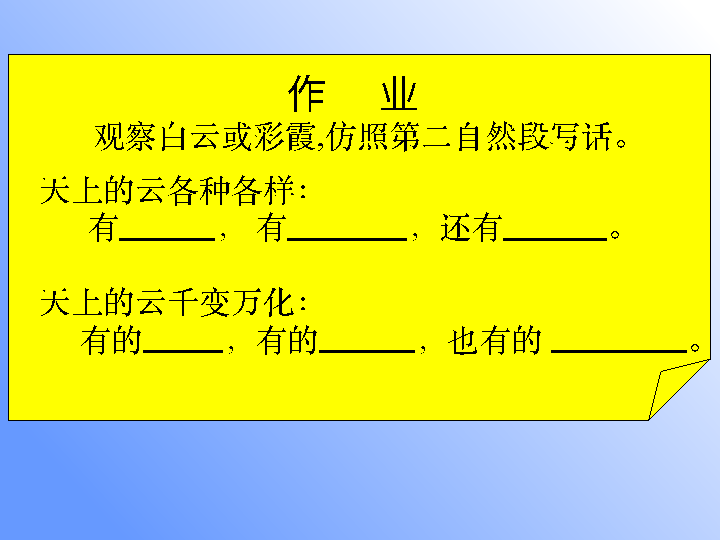 作 业
观察白云或彩霞,仿照第二自然段写话。
天上的云各种各样：
有______， 有________，还有_______。
天上的云千变万化：
有的_____，有的______，也有的 _________。